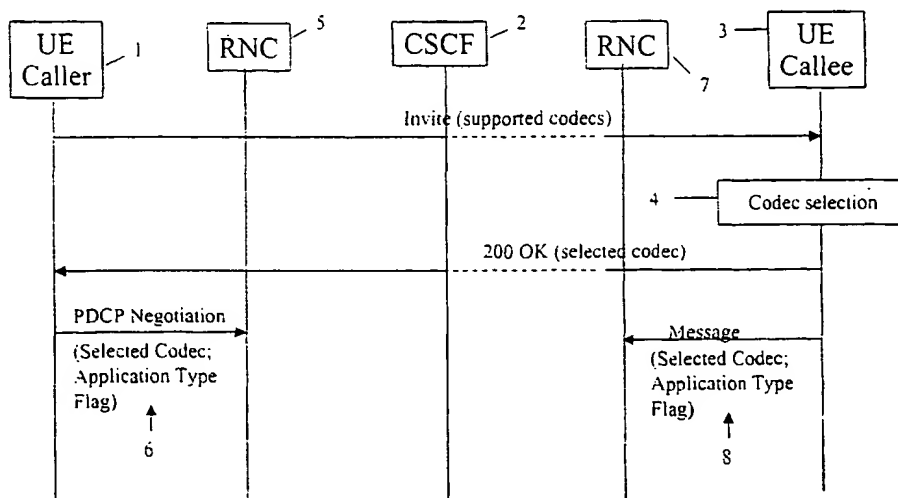 UE
Caller
1
RNC
5
CSCF
2
RNC
7
3
UE
Callee
Invite (supported codecs)
4
Codec selection
200 OK (selected codec)
PDCP Negotiation
(Selected Codec;
Application Type
Flag)
6
Message
(Selected Codec;
Application Type
Flag)
8